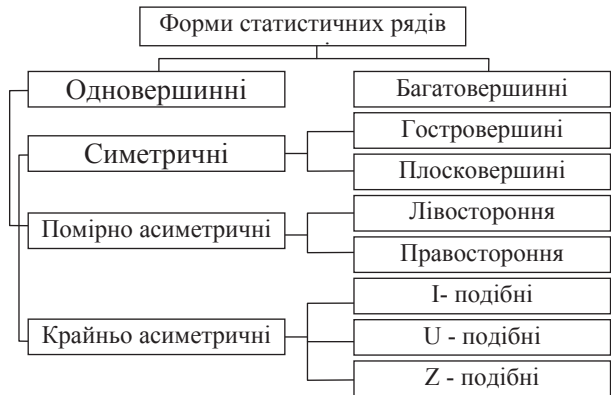 Форми статистичних рядів
Одновершинні
Багатовершинні
Симетричні
Гостровершині
Плосковершині
Помірно асиметричні
Лівостороння
Правостороння
Крайньо асиметричні
І- подібні
U - подібні
Z - подібні